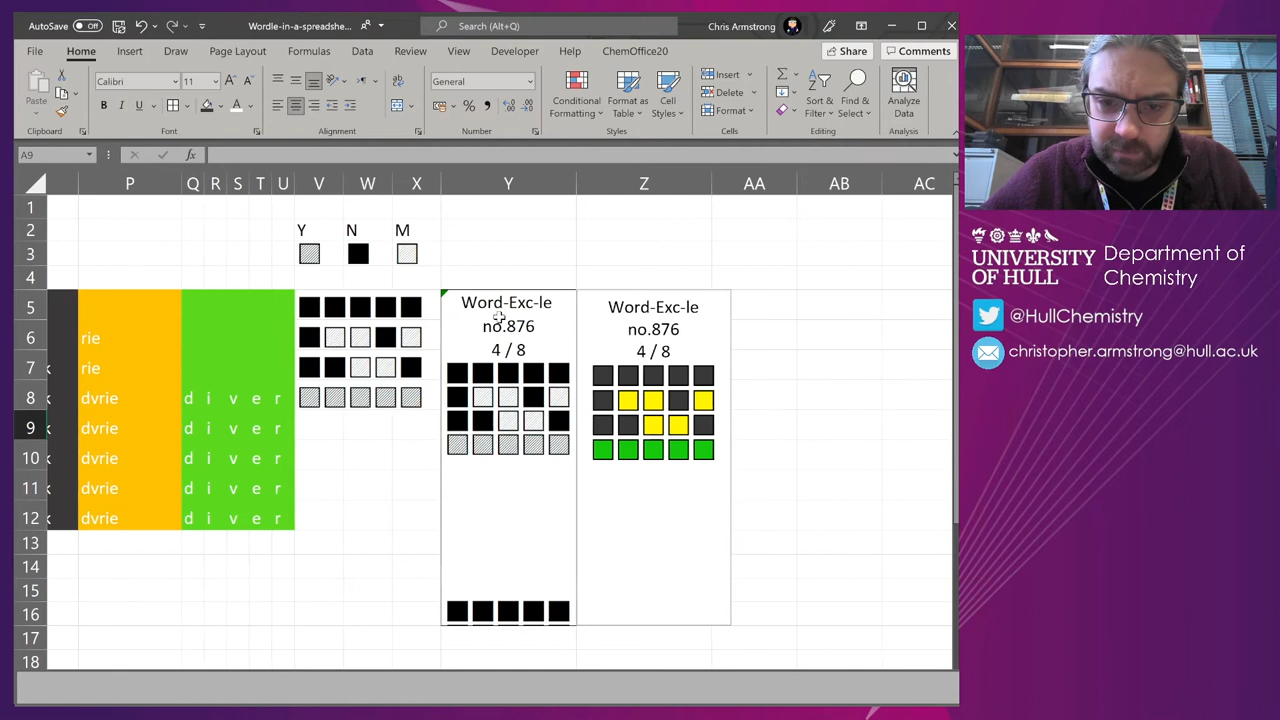 AutoSave Off Wordle-in-a-spreadshe... Search (Alt+Q) Chris Armstrong
File Home Insert Draw Page Layout Formulas Data Review View Developer Help ChemOffice20 Share Comments
Paste Calibri 11 A^ Aˇ ab General Conditional Formatting Format as Table Cell Styles Insert Delete Format Sort & Filter Find & Select Analyze Data
B I U A % 9
Clipboard Font Alignment Number Styles Cells Editing Analysis
A9 fx
P Q R S T U V W X Y Z AA AB AC
1
2 Y N M
3
4
5 Word-Exc-le Word-Exc-le
6 rie no.876 no.876
7 rie 4 / 8 4 / 8
8 dvrie d i v e r
9 dvrie d i v e r
10 dvrie d i v e r
11 dvrie d i v e r
12 dvrie d i v e r
13
14
15
16
17
18
UNIVERSITY OF HULL
Department of Chemistry
@HullChemistry
christopher.armstrong@hull.ac.uk